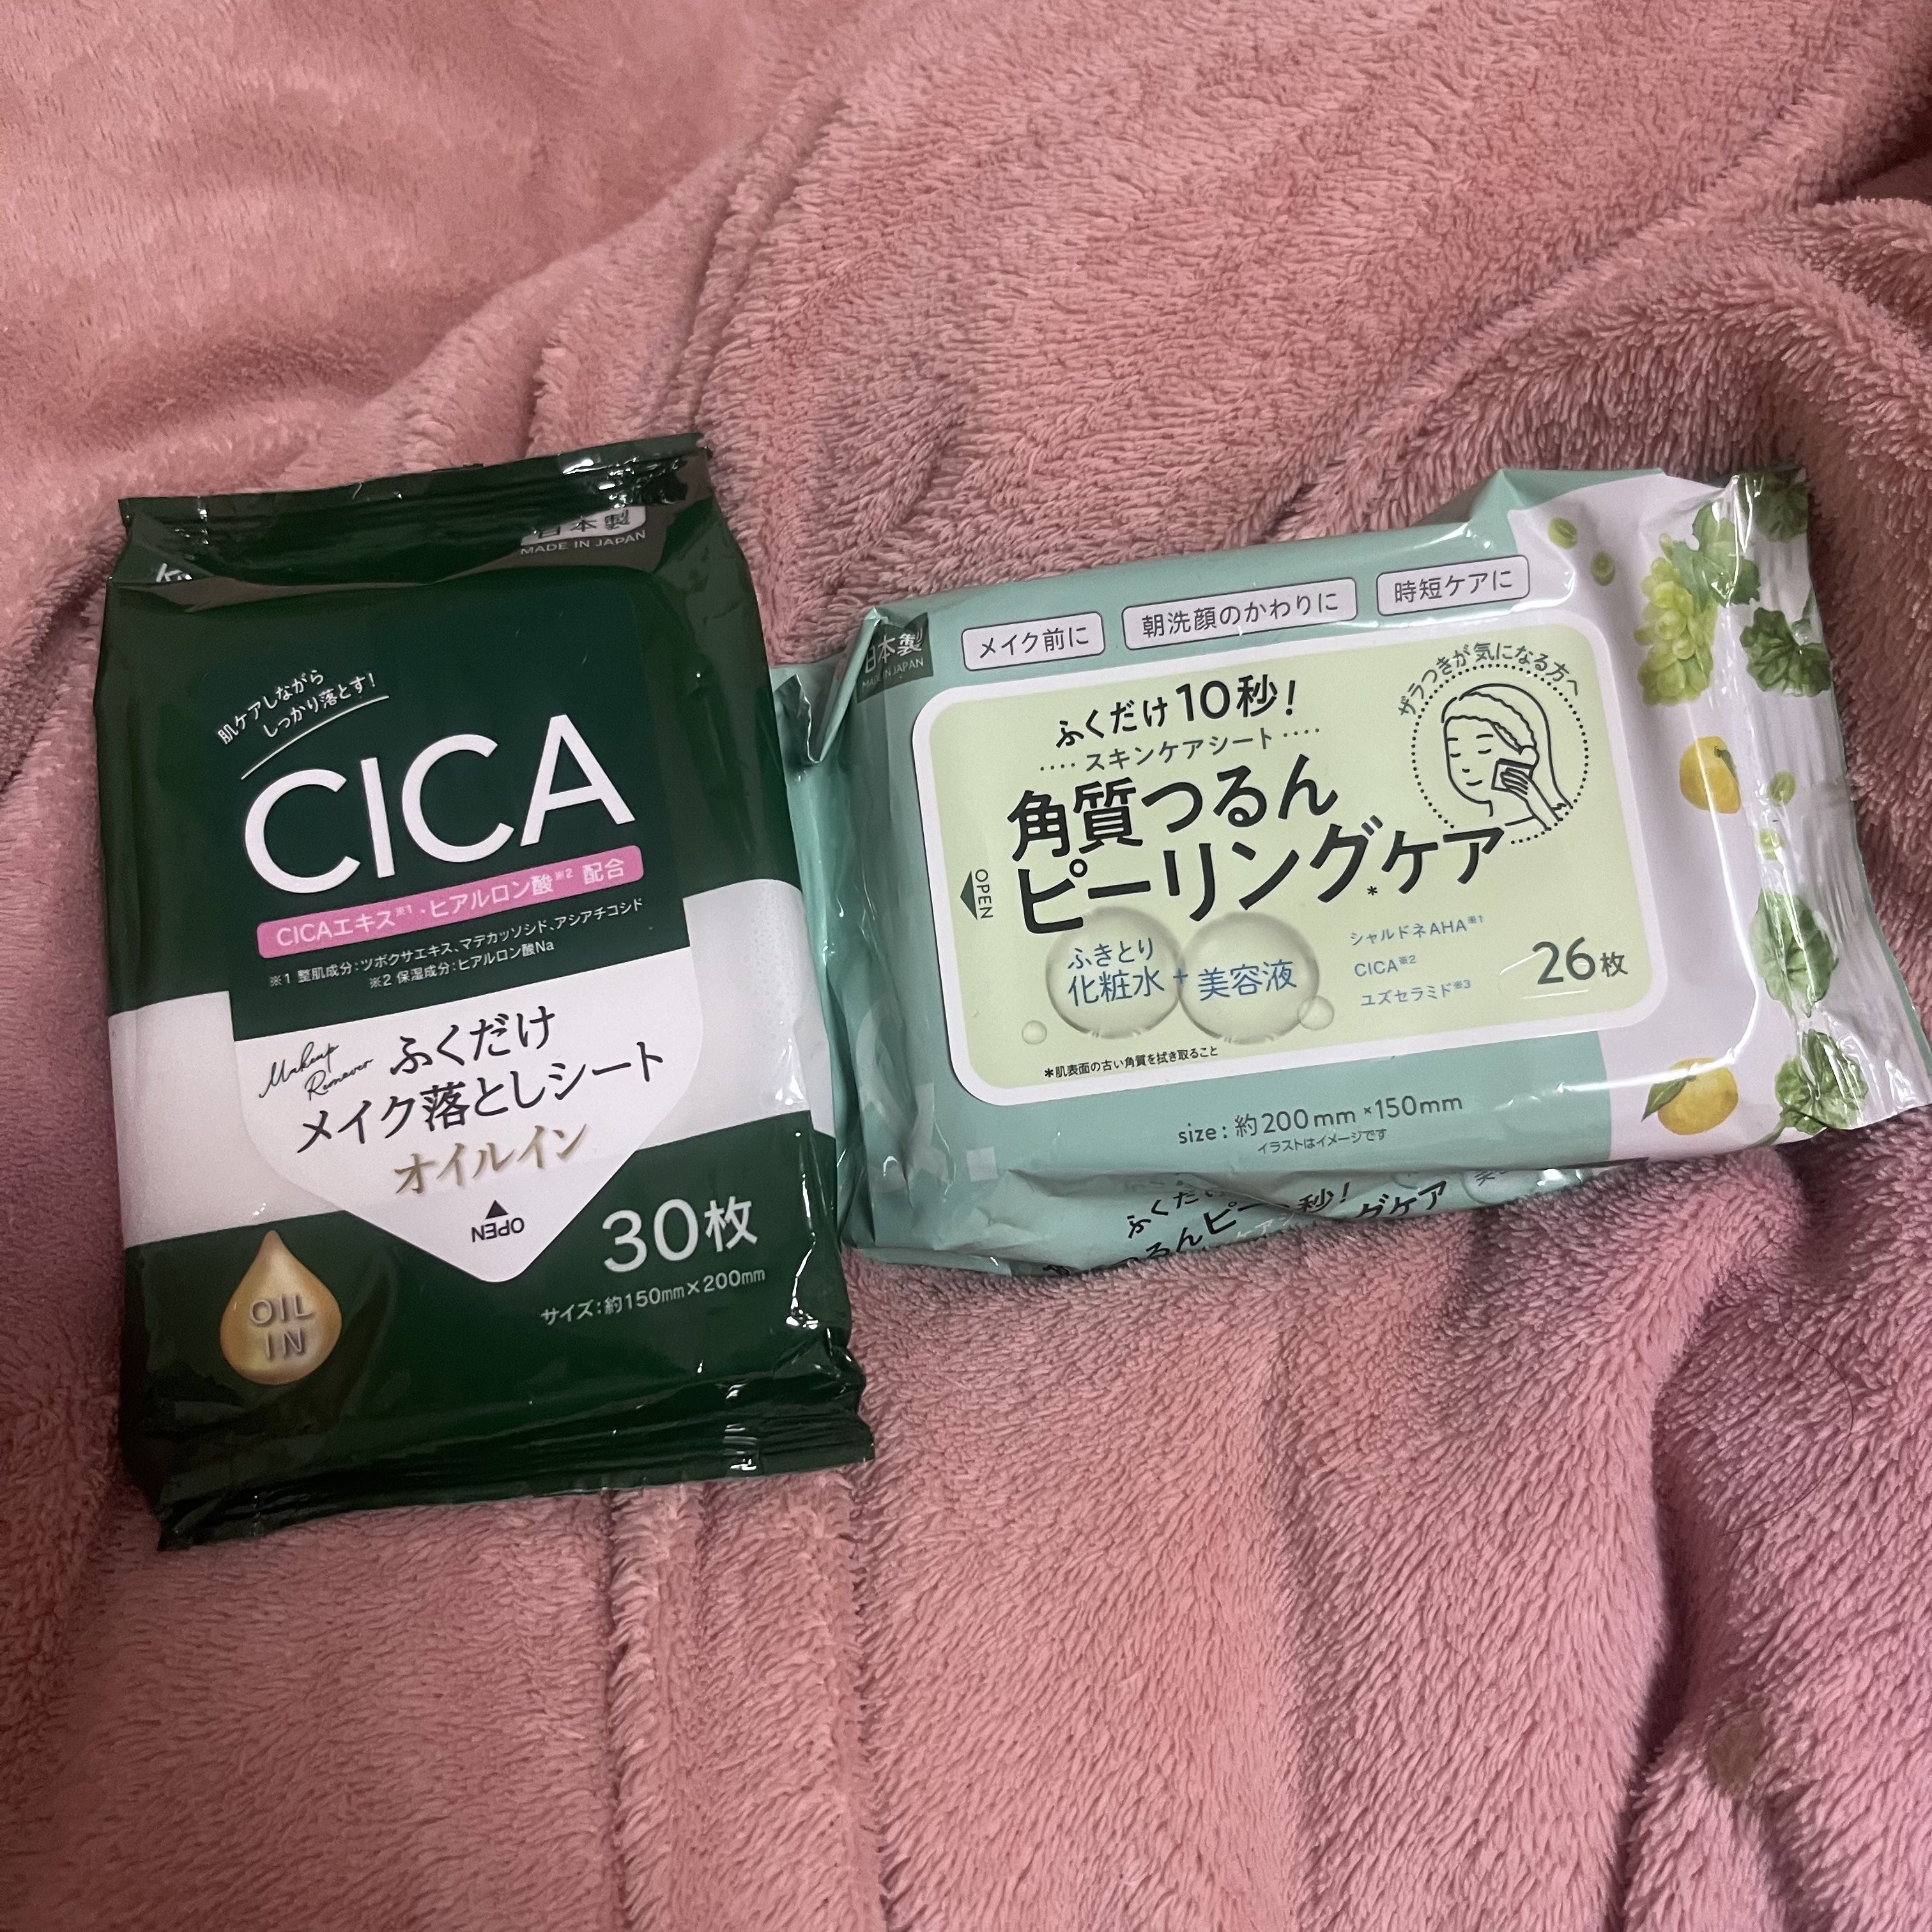 日本製
MADE IN JAPAN
肌ケアしながら
しっかり落とす!
CICA
CICAエキス※1・ヒアルロン酸※2 配合
※1 整肌成分:ツボクサエキス、マデカッソシド、アシアチコシド
※2 保湿成分:ヒアルロン酸Na
Makeup
Remover
ふくだけ
メイク落としシート
オイルイン
OPEN
30枚
サイズ:約150mm×200mm
OIL
IN
日本製
MADE IN JAPAN
メイク前に
朝洗顔のかわりに
時短ケアに
ザラつきが気になる方へ
ふくだけ10秒!
····スキンケアシート····
角質つるん
ピーリング*ケア
OPEN
ふきとり
化粧水
+
美容液
シャルドネAHA※1
CICA※2
ユズセラミド※3
26枚
*肌表面の古い角質を拭き取ること
size:約200mm×150mm
イラストはイメージです
秒!
るんピー
グケア